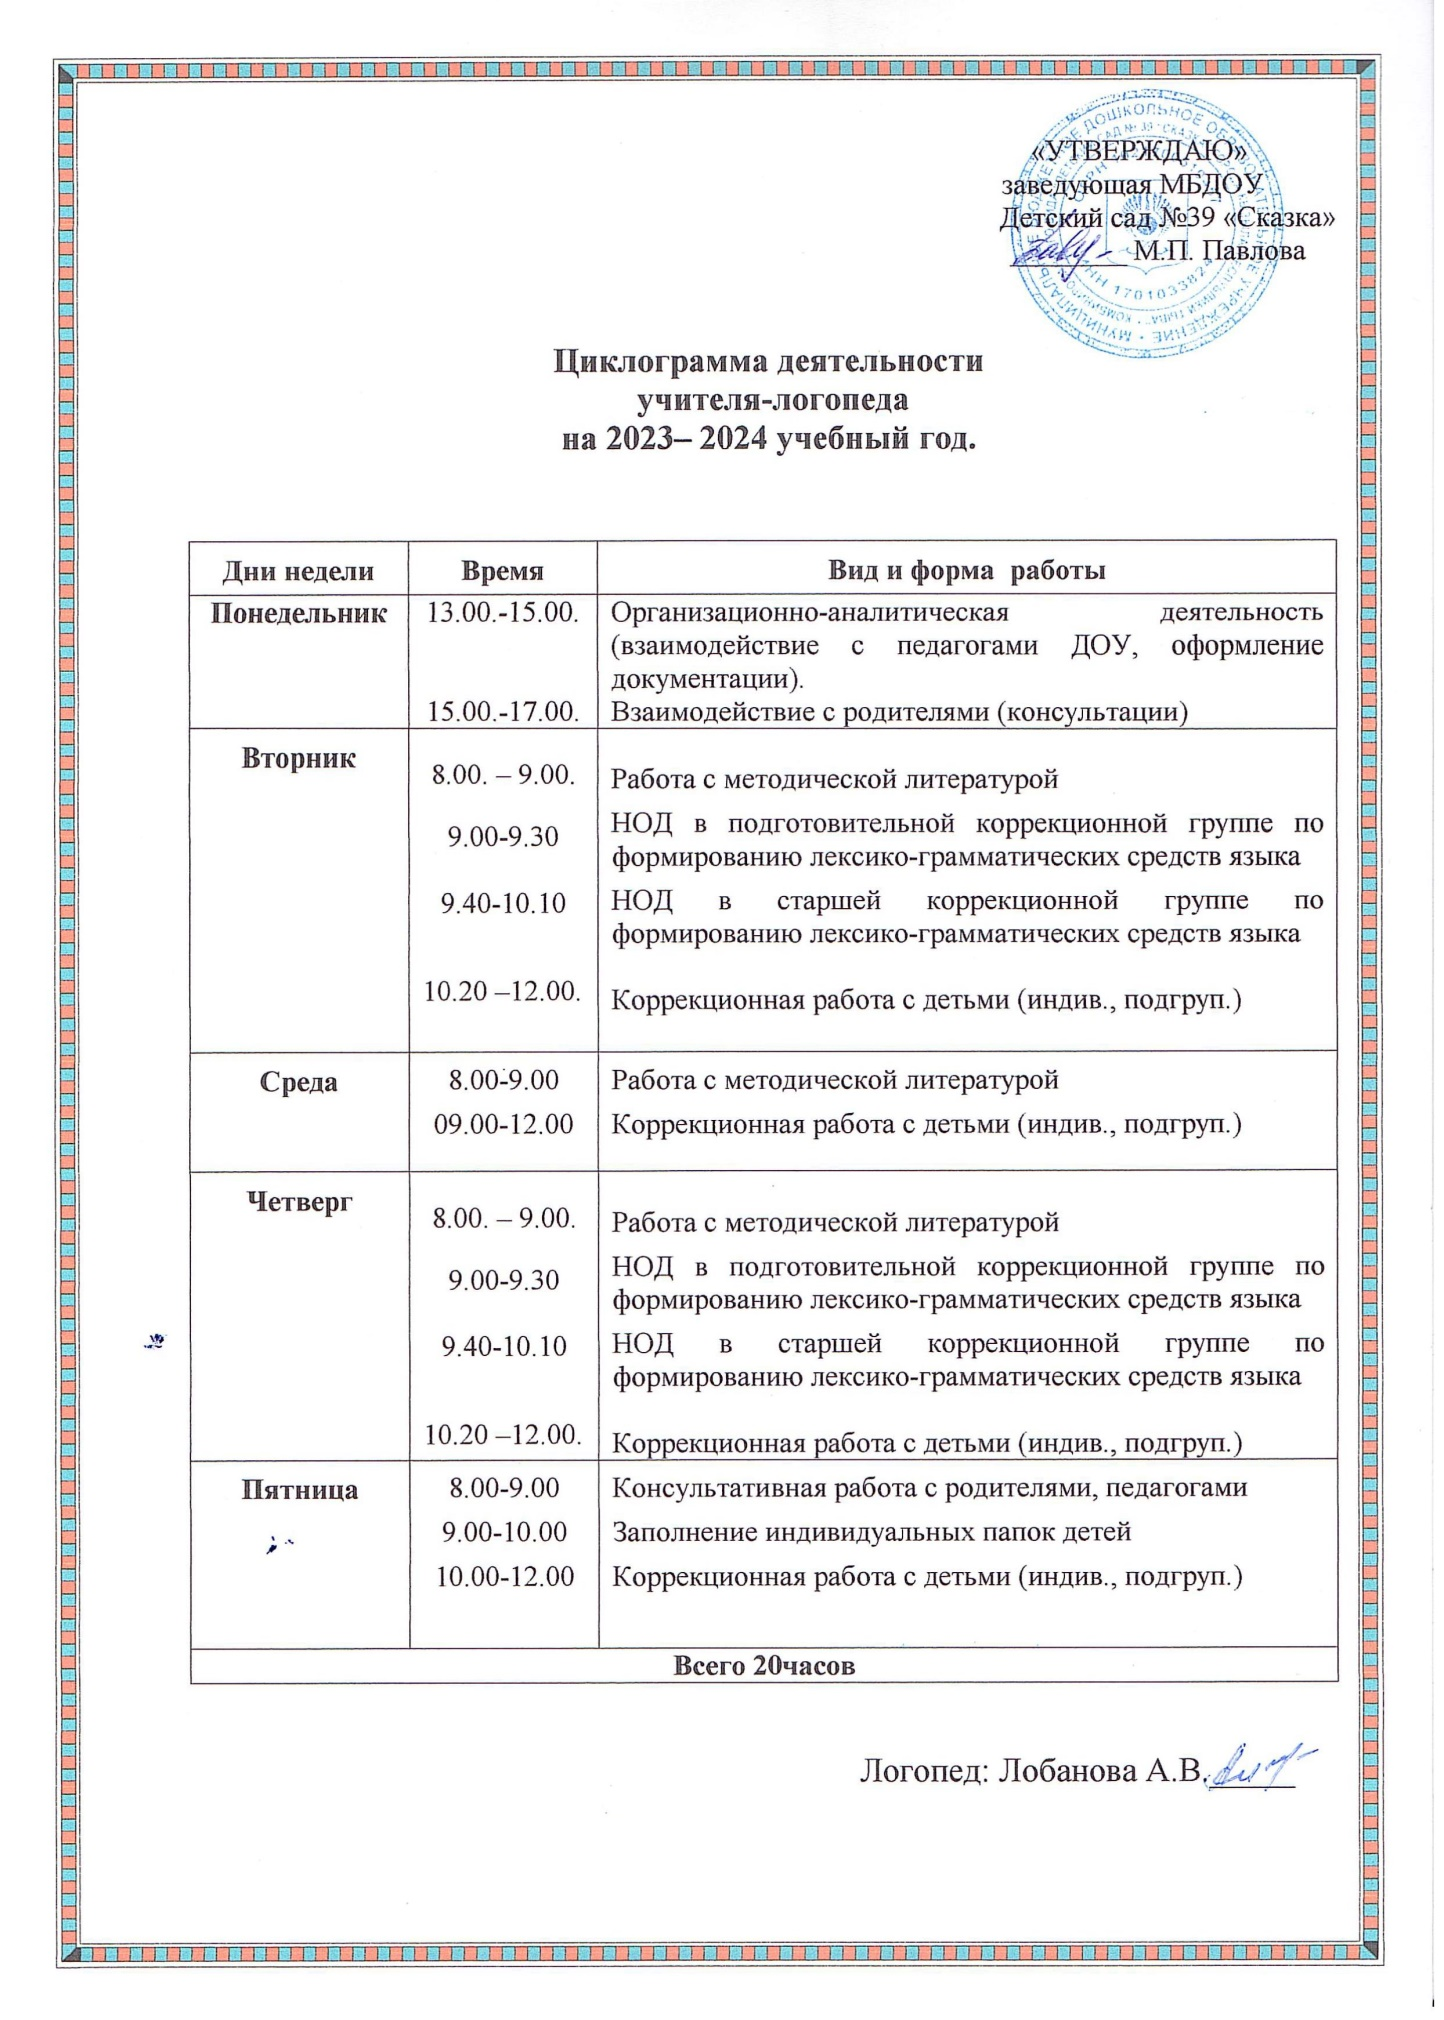 «УТВЕРЖДАЮ»
заведующая МБДОУ
Детский сад №39 «Сказка»
М.П. Павлова
ИНН 1701033824
Циклограмма деятельности
учителя-логопеда
на 2023– 2024 учебный год.
Дни недели Время Вид и форма работы
Понедельник 13.00.-15.00. Организационно-аналитическая деятельность
(взаимодействие с педагогами ДОУ, оформление
документации).
15.00.-17.00. Взаимодействие с родителями (консультации)
Вторник
8.00. – 9.00. Работа с методической литературой
9.00-9.30 НОД в подготовительной коррекционной группе по
формированию лексико-грамматических средств языка
9.40-10.10 НОД в старшей коррекционной группе по
формированию лексико-грамматических средств языка
10.20 –12.00. Коррекционная работа с детьми (индив., подгруп.)
Среда 8.00-9.00 Работа с методической литературой
09.00-12.00 Коррекционная работа с детьми (индив., подгруп.)
Четверг
8.00. – 9.00. Работа с методической литературой
9.00-9.30 НОД в подготовительной коррекционной группе по
формированию лексико-грамматических средств языка
9.40-10.10 НОД в старшей коррекционной группе по
формированию лексико-грамматических средств языка
10.20 –12.00. Коррекционная работа с детьми (индив., подгруп.)
Пятница 8.00-9.00 Консультативная работа с родителями, педагогами
9.00-10.00 Заполнение индивидуальных папок детей
10.00-12.00 Коррекционная работа с детьми (индив., подгруп.)
Всего 20часов
Логопед: Лобанова А.В.